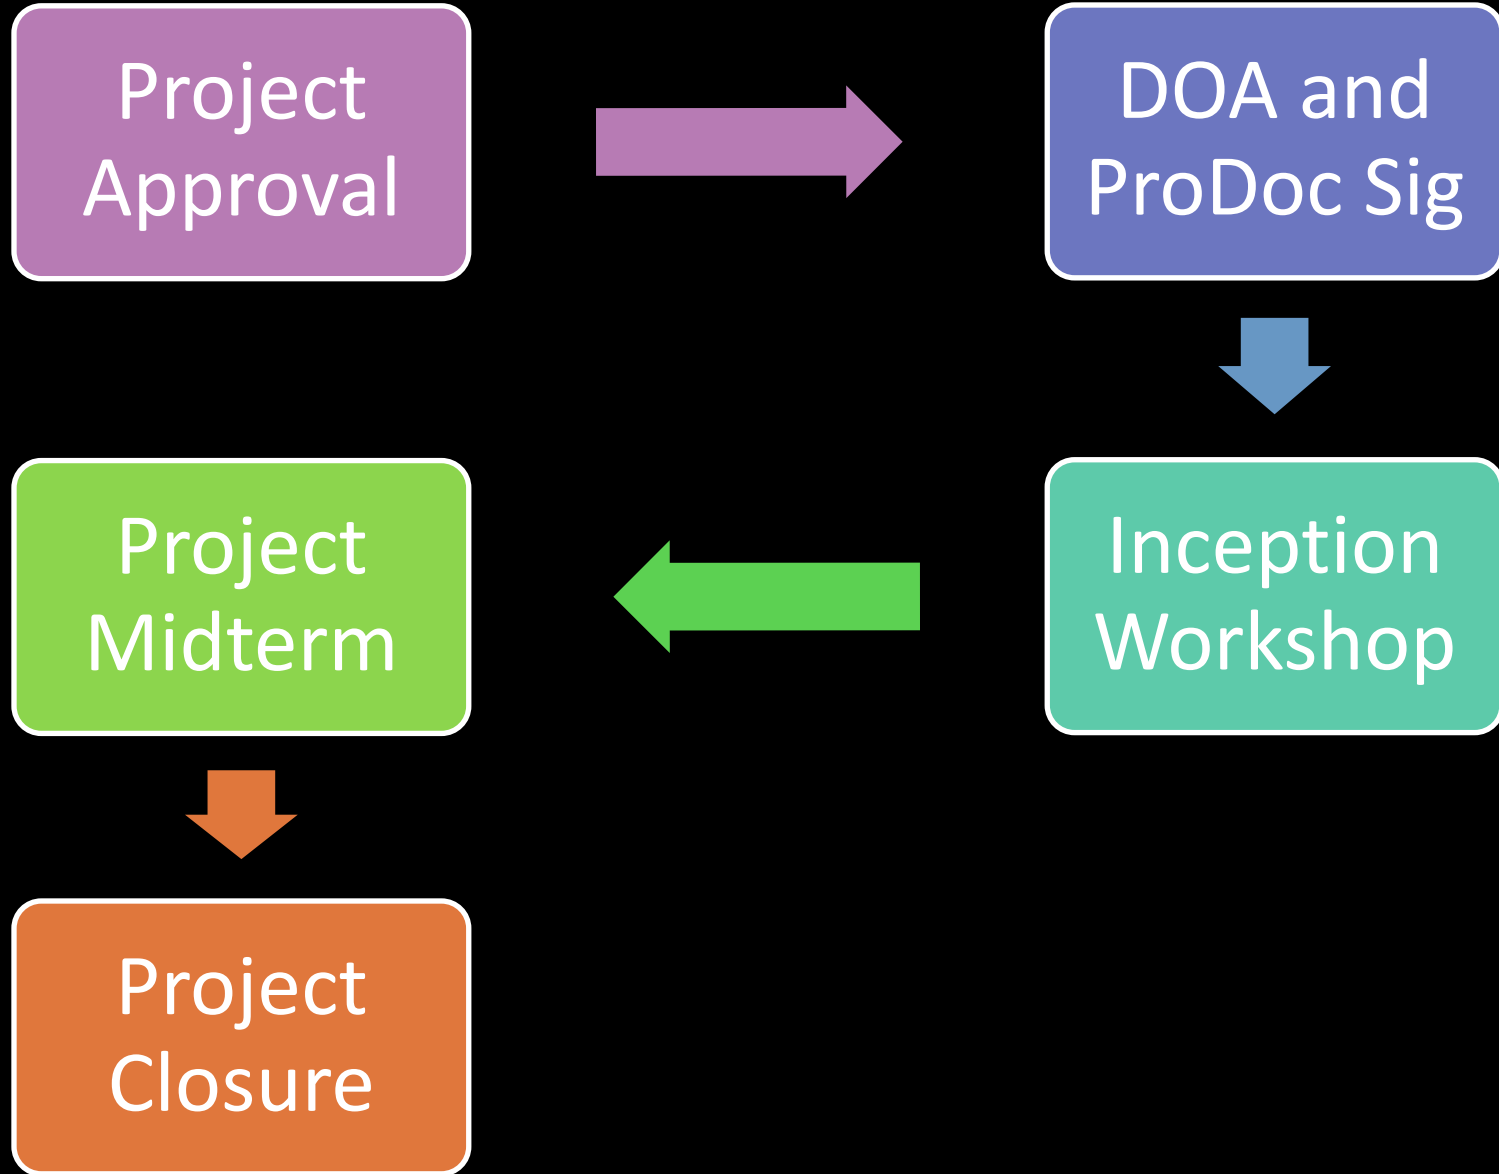 Project
Approval
DOA and
ProDoc Sig
Inception
Workshop
Project
Midterm
Project
Closure